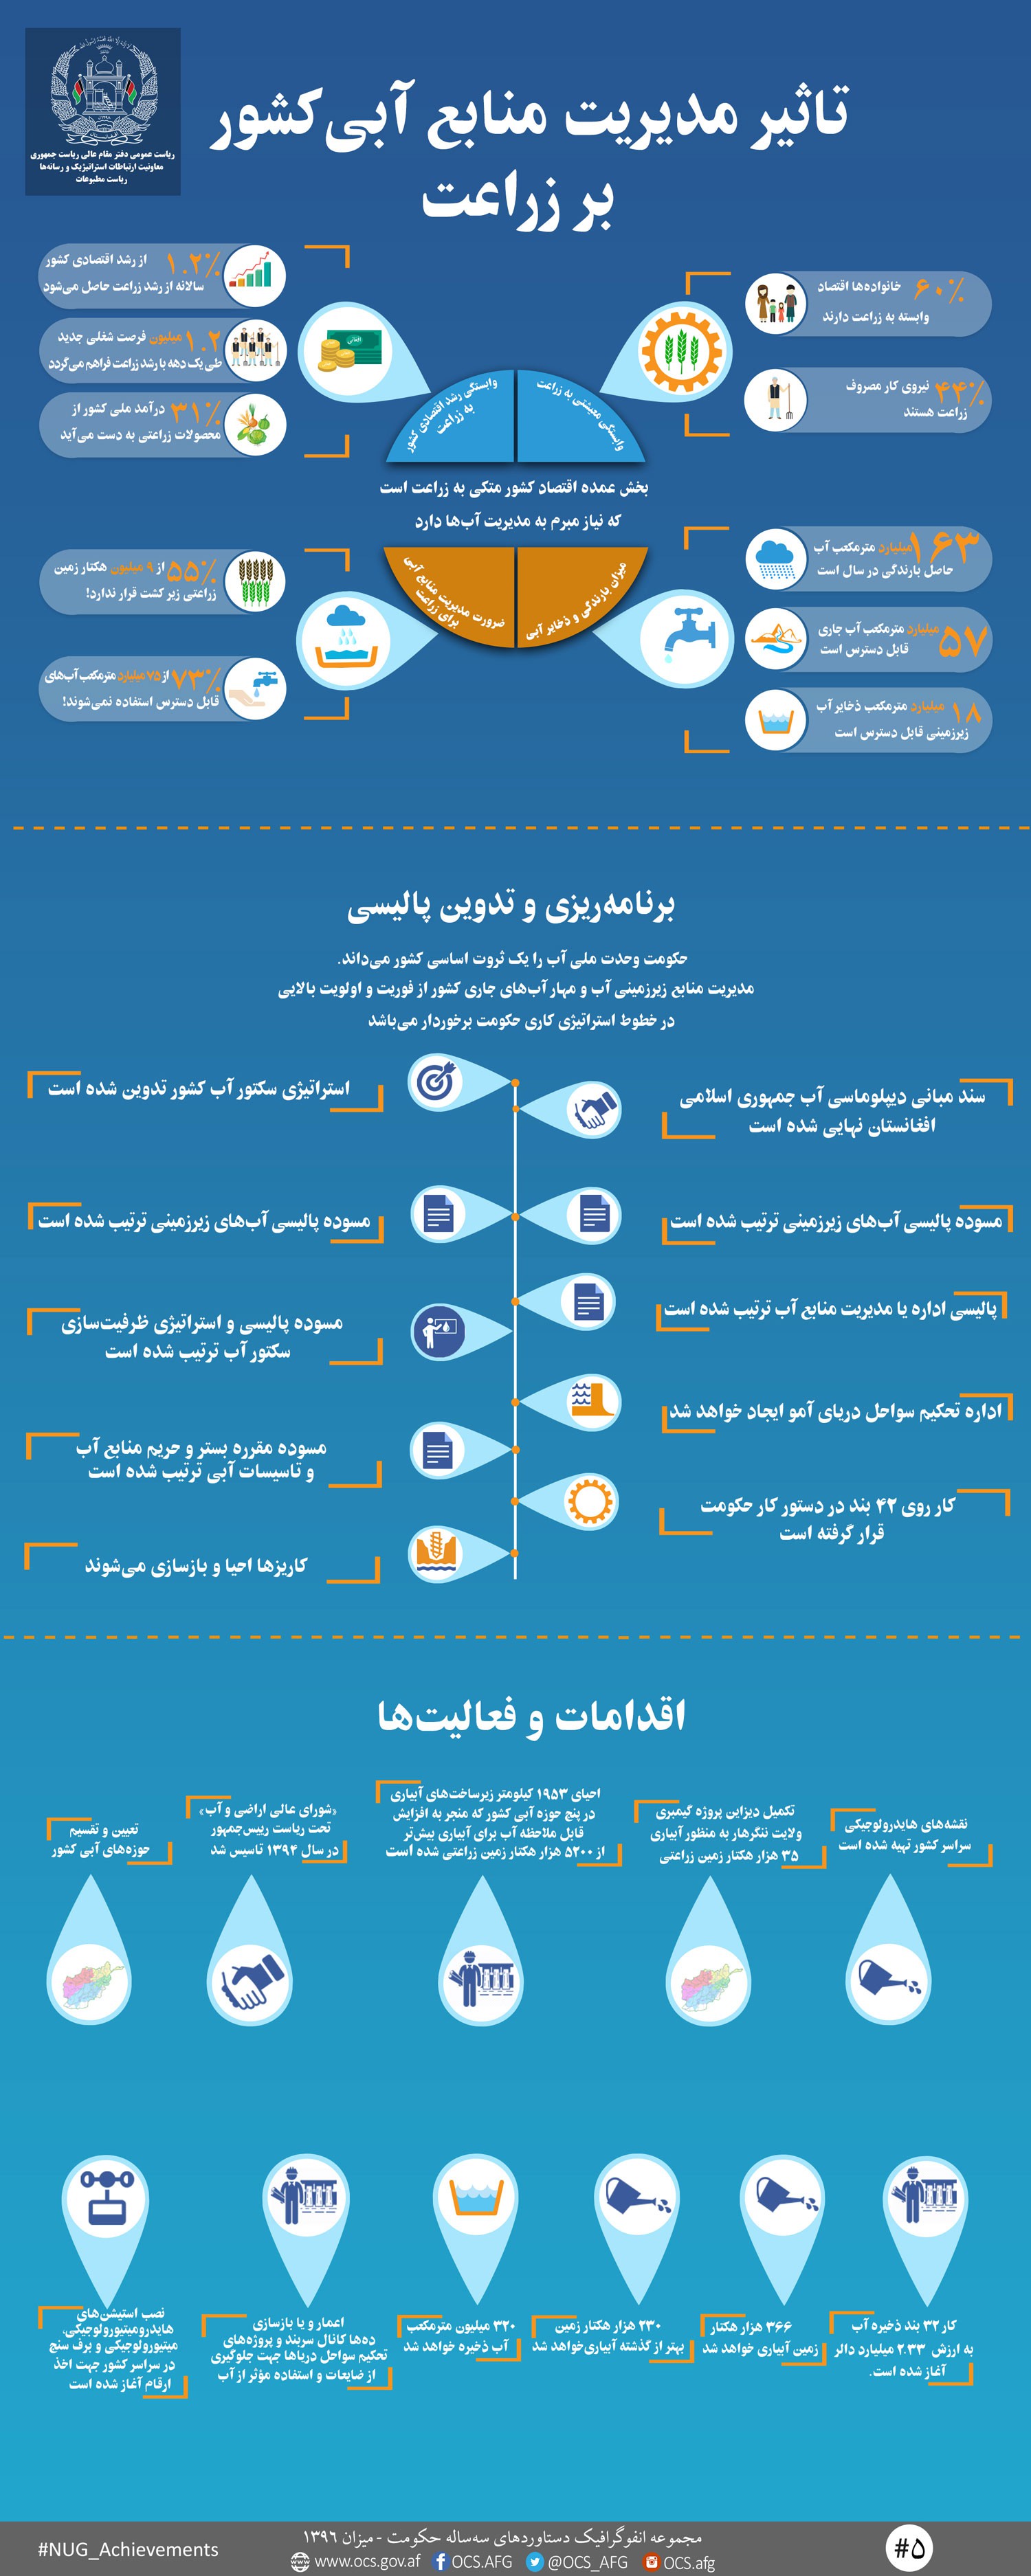 ریاست عمومی دفتر مقام عالی ریاست جمهوری
معاونیت ارتباطات استراتیژیک و رسانه‌ها
ریاست مطبوعات
تاثیر مدیریت منابع آبی کشور
بر زراعت
۶۰٪ خانواده‌ها اقتصاد
وابسته به زراعت دارند
۴۴٪ نیروی کار مصروف
زراعت هستند
۱.۲٪ از رشد اقتصادی کشور
سالانه از رشد زراعت حاصل می‌شود
۱.۲ میلیون فرصت شغلی جدید
طی یک دهه با رشد زراعت فراهم می‌گردد
۳۱٪ درآمد ملی کشور از
محصولات زراعتی به دست می‌آید
وابستگی معیشتی به زراعت
وابستگی رشد اقتصادی کشور
به زراعت
بخش عمده اقتصاد کشور متکی به زراعت است
که نیاز مبرم به مدیریت آب‌ها دارد
میزان بارندگی و ذخایر آبی
ضرورت مدیریت منابع آبی
برای زراعت
۱۶۳ میلیارد مترمکعب آب
حاصل بارندگی در سال است
۵۷ میلیارد مترمکعب آب جاری
قابل دسترس است
۱۸ میلیارد مترمکعب ذخایر آب
زیرزمینی قابل دسترس است
۵۵٪ از ۹ میلیون هکتار زمین
زراعتی زیر کشت قرار ندارد!
۷۳٪ از ۷۵ میلیارد مترمکعب آب‌های
قابل دسترس استفاده نمی‌شوند!
برنامه‌ریزی و تدوین پالیسی
حکومت وحدت ملی آب را یک ثروت اساسی کشور می‌داند.
مدیریت منابع زیرزمینی آب و مهار آب‌های جاری کشور از فوریت و اولویت بالایی
در خطوط استراتیژی کاری حکومت برخوردار می‌باشد
استراتیژی سکتور آب کشور تدوین شده است
سند مبانی دیپلوماسی آب جمهوری اسلامی
افغانستان نهایی شده است
مسوده پالیسی آب‌های زیرزمینی ترتیب شده است
مسوده پالیسی آب‌های زیرزمینی ترتیب شده است
پالیسی اداره یا مدیریت منابع آب ترتیب شده است
مسوده پالیسی و استراتیژی ظرفیت‌سازی
سکتور آب ترتیب شده است
اداره تحکیم سواحل دریای آمو ایجاد خواهد شد
مسوده مقرره بستر و حریم منابع آب
و تاسیسات آبی ترتیب شده است
کار روی ۴۲ بند در دستور کار حکومت
قرار گرفته است
کاریزها احیا و بازسازی می‌شوند
اقدامات و فعالیت‌ها
نقشه‌های هایدرولوجیکی
سراسر کشور تهیه شده است
تکمیل دیزاین پروژه گیمبری
ولایت ننگرهار به منظور آبیاری
۳۵ هزار هکتار زمین زراعتی
احیای ۱۹۵۳ کیلومتر زیرساخت‌های آبیاری
در پنج حوزه آبی کشور که منجر به افزایش
قابل ملاحظه آب برای آبیاری بیش‌تر
از ۵۲۰۰ هزار هکتار زمین زراعتی شده است
«شورای عالی اراضی و آب»
تحت ریاست رییس‌جمهور
در سال ۱۳۹۴ تاسیس شد
تعیین و تقسیم
حوزه‌های آبی کشور
کار ۳۲ بند ذخیره آب
به ارزش ۲.۳۳ میلیارد دالر
آغاز شده است.
۳۶۶ هزار هکتار
زمین آبیاری خواهد شد
۲۳۰ هزار هکتار زمین
بهتر از گذشته آبیاری خواهد شد
۳۲۰ میلیون مترمکعب
آب ذخیره خواهد شد
اعمار و یا بازسازی
ده‌ها کانال سربند و پروژه‌های
تحکیم سواحل دریاها جهت جلوگیری
از ضایعات و استفاده مؤثر از آب
نصب استیشن‌های
هایدرومیتیورولوجیکی،
میتیورولوجیکی و برف سنج
در سراسر کشور جهت اخذ
ارقام آغاز شده است
#۵
مجموعه انفوگرافیک دستاوردهای سه‌ساله حکومت - میزان ۱۳۹۶
#NUG_Achievements
www.ocs.gov.af OCS.AFG @OCS_AFG OCS.afg